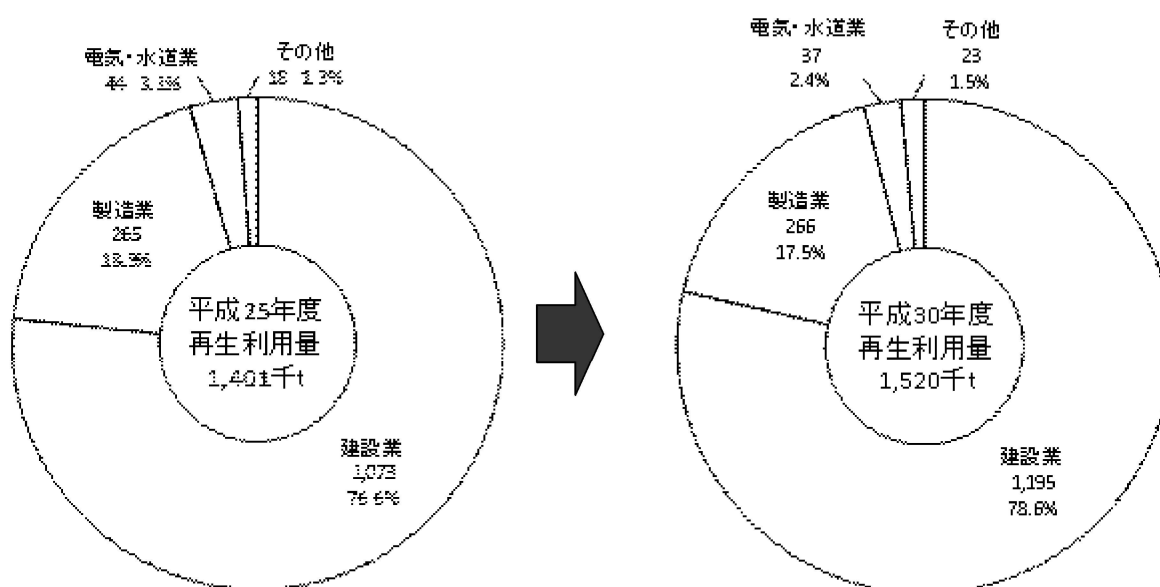 電気・水道業
44 3.1%
その他
18 1.3%
製造業
265
18.9%
平成25年度
再生利用量
1,401千t
建設業
1,073
76.6%
電気・水道業
37
2.4%
その他
23
1.5%
製造業
266
17.5%
平成30年度
再生利用量
1,520千t
建設業
1,195
78.6%